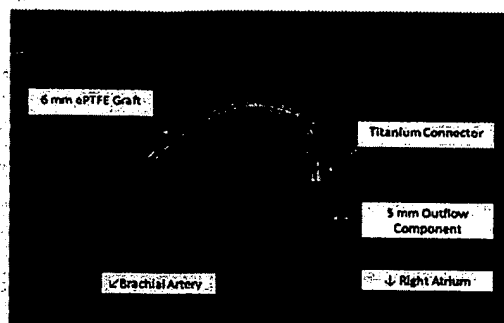 6 mm ePTFE Graft
Titanium Connector
5 mm Outflow
Component
↙Brachial Artery
↓ Right Atrium